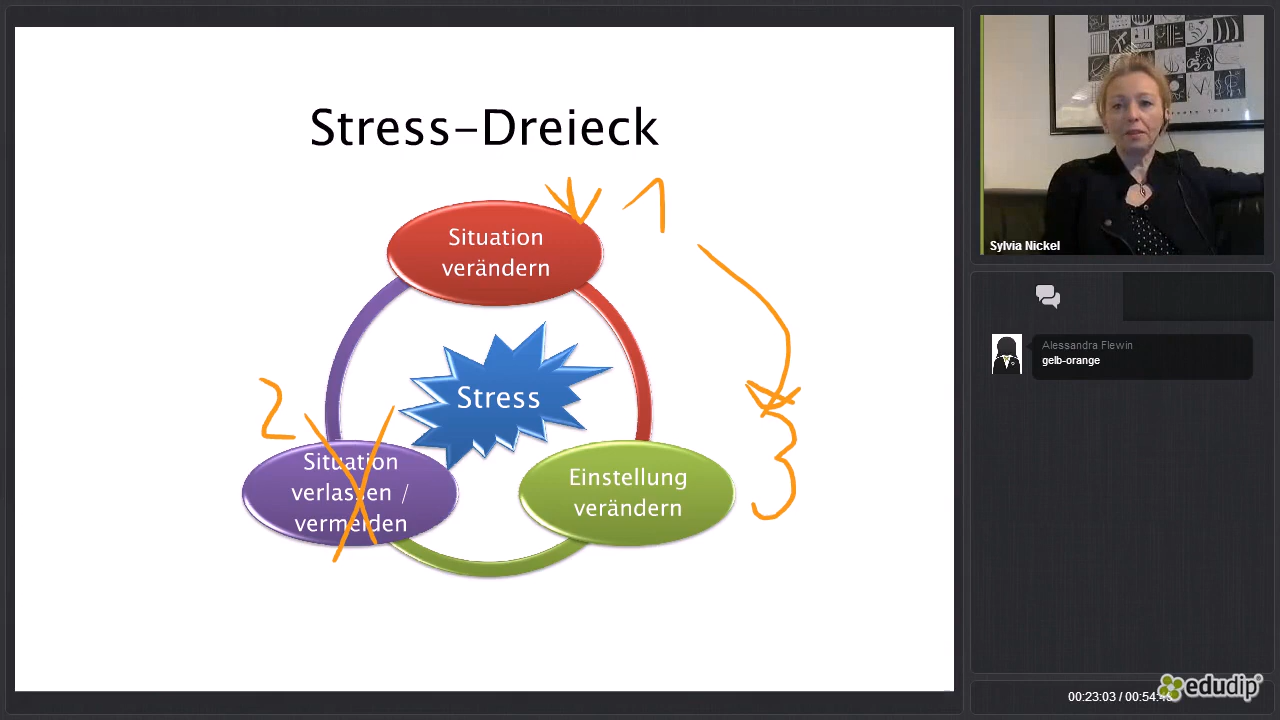 Stress-Dreieck
1
Situation
verändern
Stress
2
Situation
verlassen /
vermeiden
Einstellung
verändern
3
Sylvia Nickel
Alessandra Flewin
gelb-orange
00:23:03 / 00:54:4
edudip